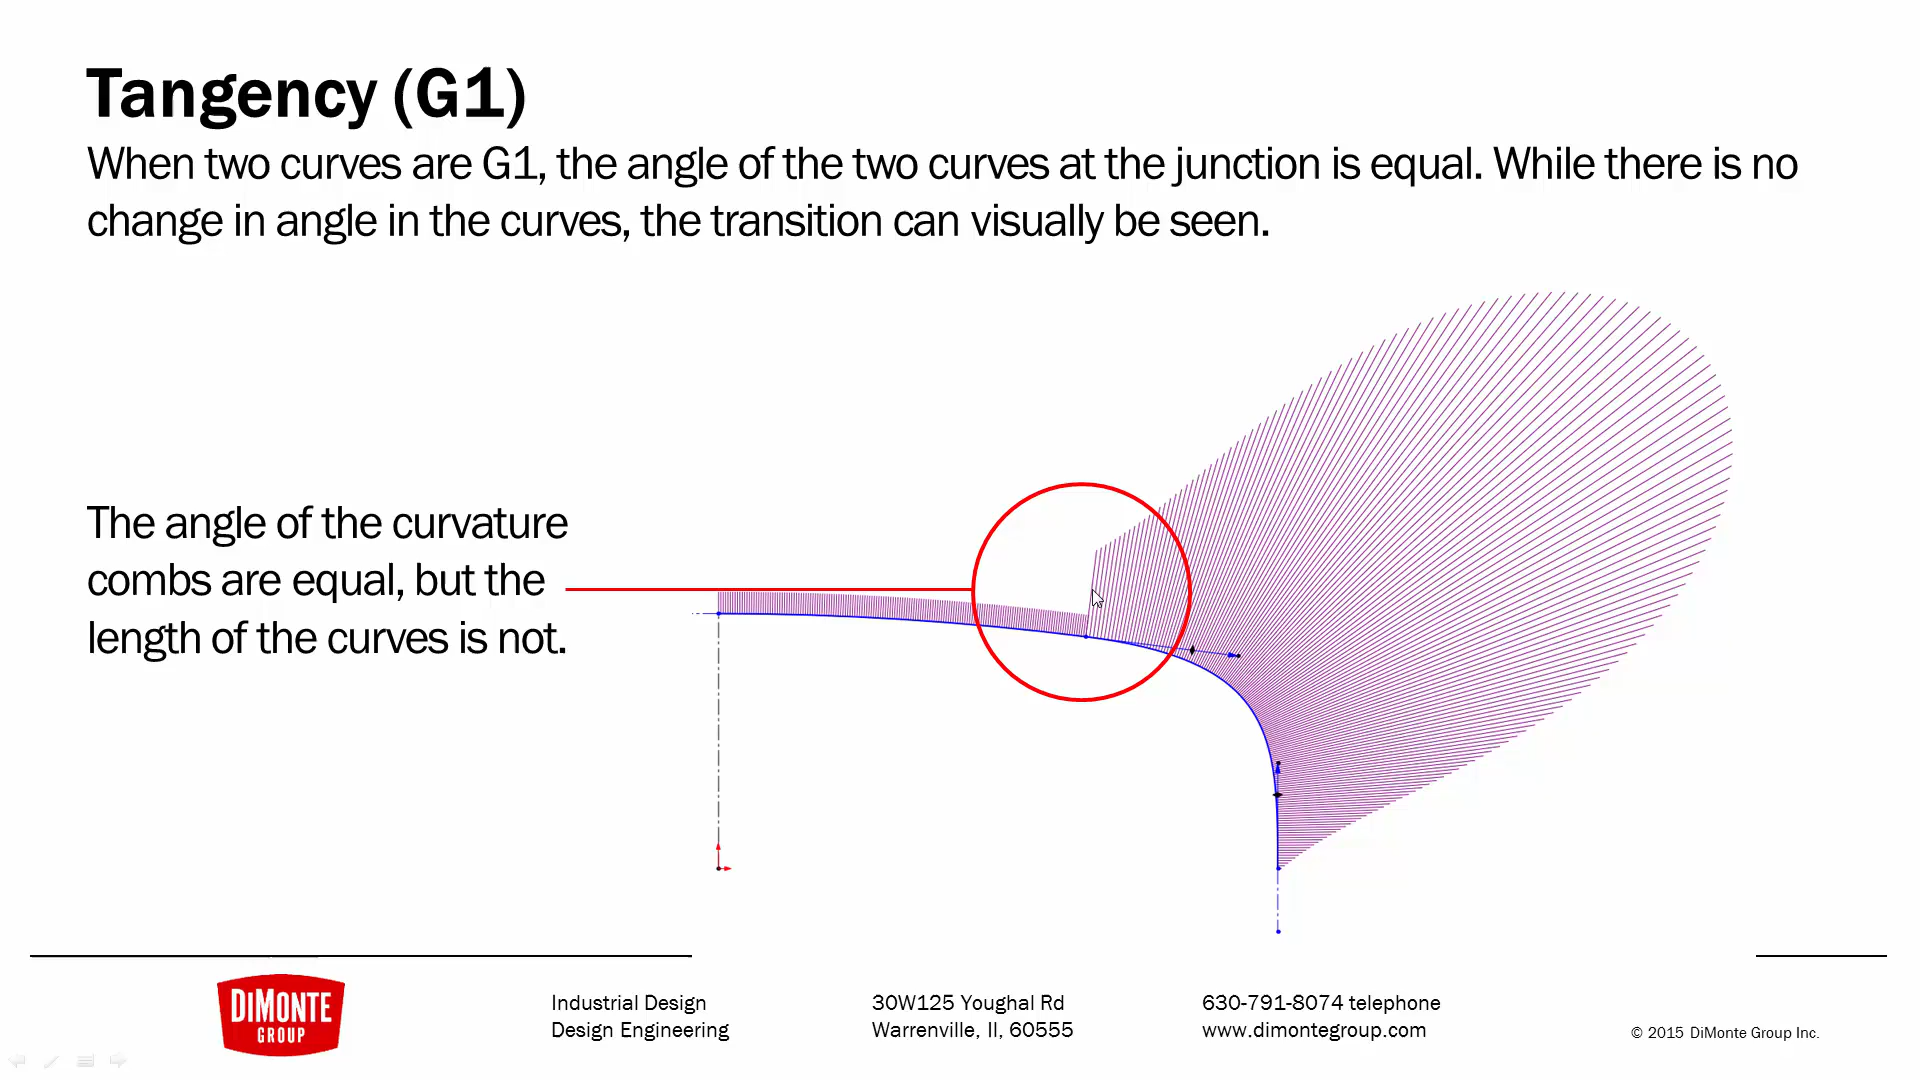 Tangency (G1)
When two curves are G1, the angle of the two curves at the junction is equal. While there is no
change in angle in the curves, the transition can visually be seen.
The angle of the curvature
combs are equal, but the
length of the curves is not.
DIMONTE
GROUP
Industrial Design
Design Engineering
30W125 Youghal Rd
Warrenville, Il, 60555
630-791-8074 telephone
www.dimontegroup.com
© 2015 DiMonte Group Inc.